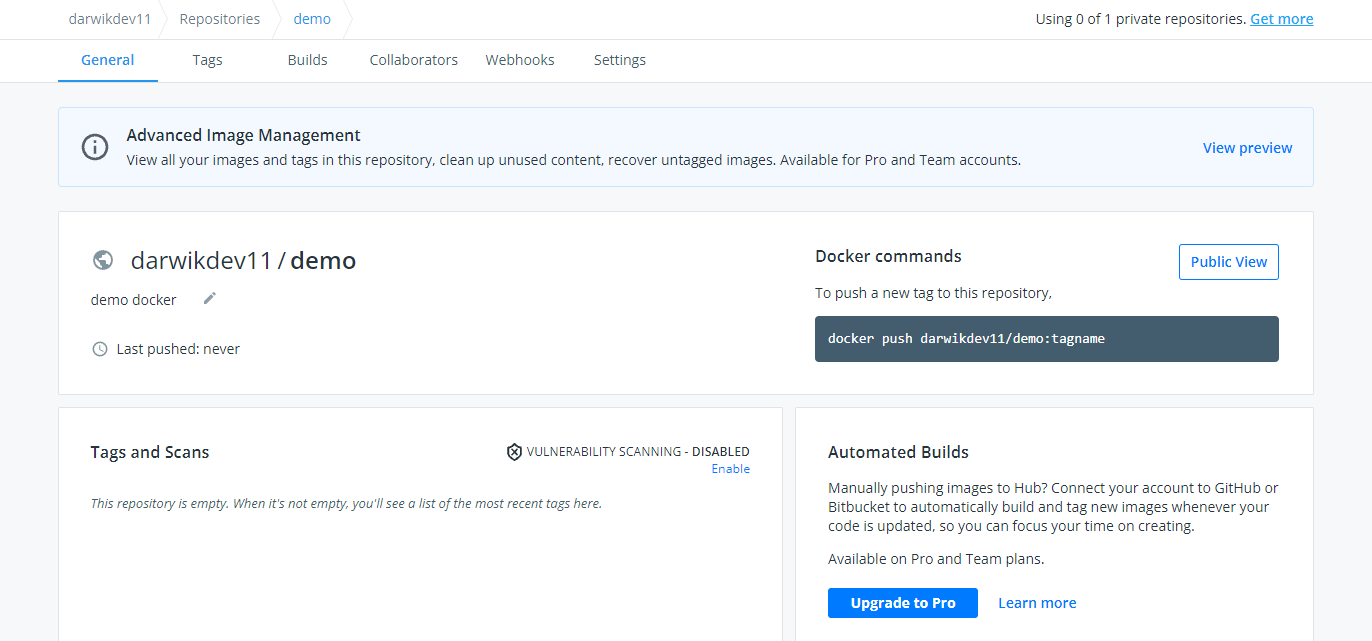 darwikdev11 Repositories demo Using 0 of 1 private repositories. Get more
General Tags Builds Collaborators Webhooks Settings
Advanced Image Management
View all your images and tags in this repository, clean up unused content, recover untagged images. Available for Pro and Team accounts.
View preview
darwikdev11 / demo
demo docker
Last pushed: never
Docker commands
Public View
To push a new tag to this repository,
docker push darwikdev11/demo:tagname
Tags and Scans
VULNERABILITY SCANNING - DISABLED
Enable
This repository is empty. When it's not empty, you'll see a list of the most recent tags here.
Automated Builds
Manually pushing images to Hub? Connect your account to GitHub or
Bitbucket to automatically build and tag new images whenever your
code is updated, so you can focus your time on creating.
Available on Pro and Team plans.
Upgrade to Pro Learn more